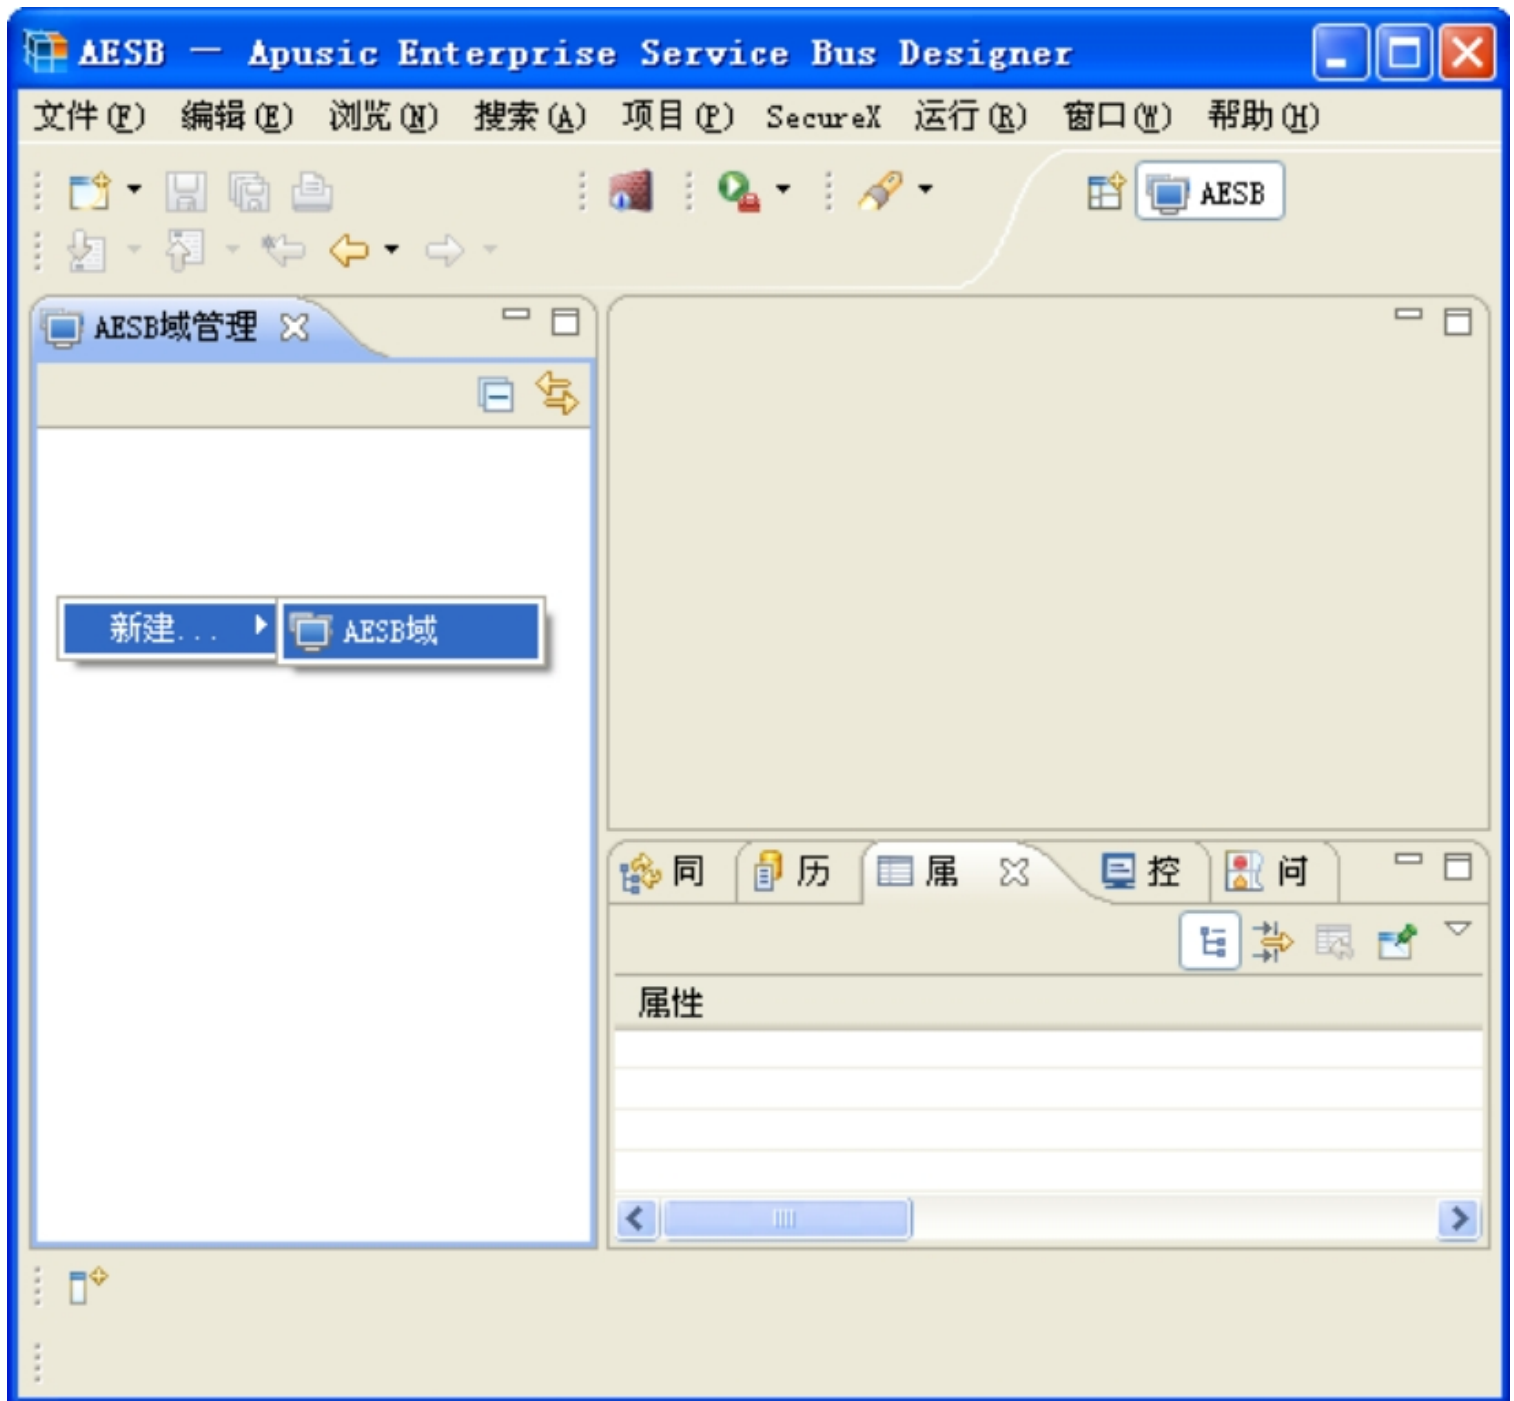 AESB — Apusic Enterprise Service Bus Designer
文件(F) 编辑(E) 浏览(N) 搜索(A) 项目(P) SecureX 运行(R) 窗口(W) 帮助(H)
AESB
AESB域管理
新建... AESB域
同 历 属 控 问
属性